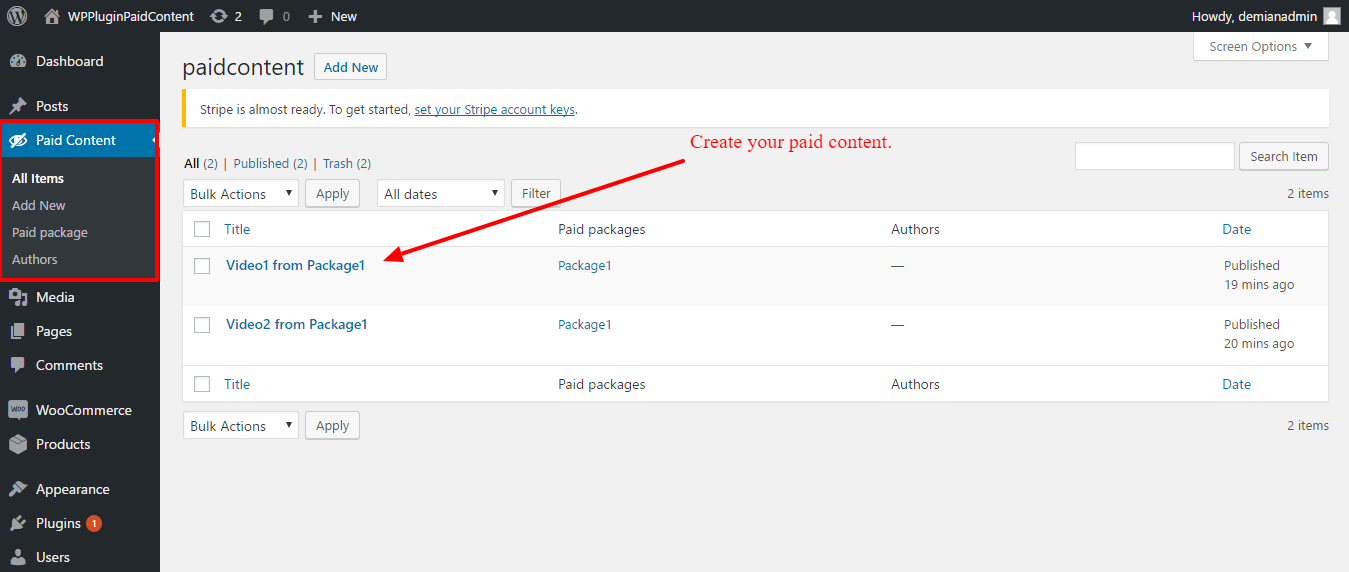 WPPluginPaidContent 2 0 New Howdy, demianadmin
Screen Options
Dashboard
Posts
Paid Content
All Items
Add New
Paid package
Authors
Media
Pages
Comments
WooCommerce
Products
Appearance
Plugins 1
Users
paidcontent Add New
Stripe is almost ready. To get started, set your Stripe account keys.
Create your paid content.
All (2) | Published (2) | Trash (2)
Search Item
Bulk Actions Apply All dates Filter 2 items
Title Paid packages Authors Date
Video1 from Package1 Package1 — Published
19 mins ago
Video2 from Package1 Package1 — Published
20 mins ago
Title Paid packages Authors Date
Bulk Actions Apply 2 items